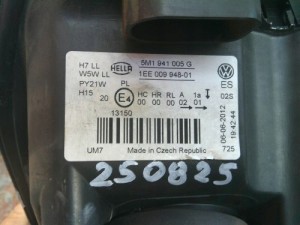 H7 LL
W5W LL
PY21W
H15
HELLA
5M1 941 005 G
1EE 009 948-01
ES
20 E4
HC HR RL A 1a
00 00 00 02 01
02S
13150
06-06-2012
19:42:44
UM7
Made in Czech Republic
725
250825